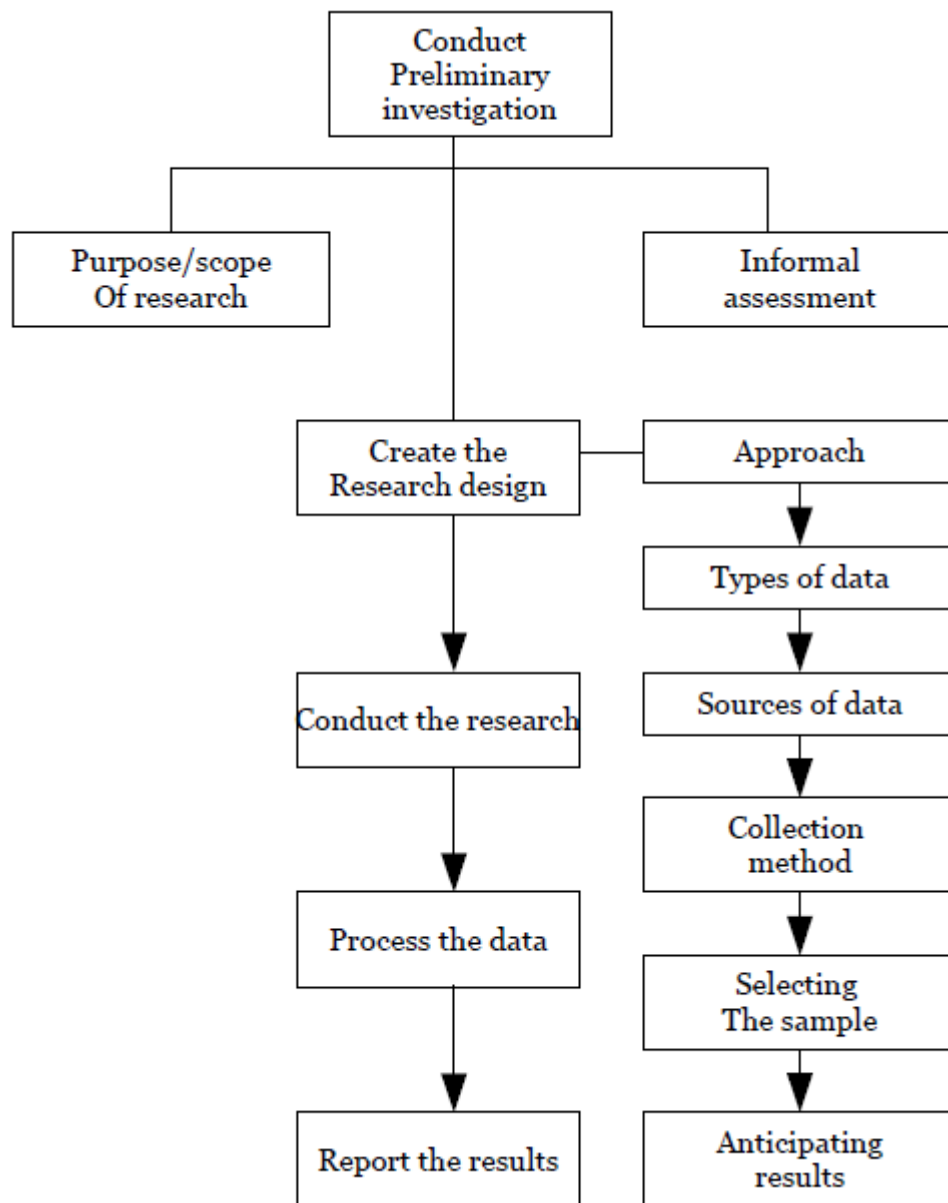 Conduct
Preliminary
investigation
Purpose/scope
Of research
Informal
assessment
Create the
Research design
Approach
Types of data
Conduct the research
Sources of data
Collection
method
Process the data
Selecting
The sample
Report the results
Anticipating
results